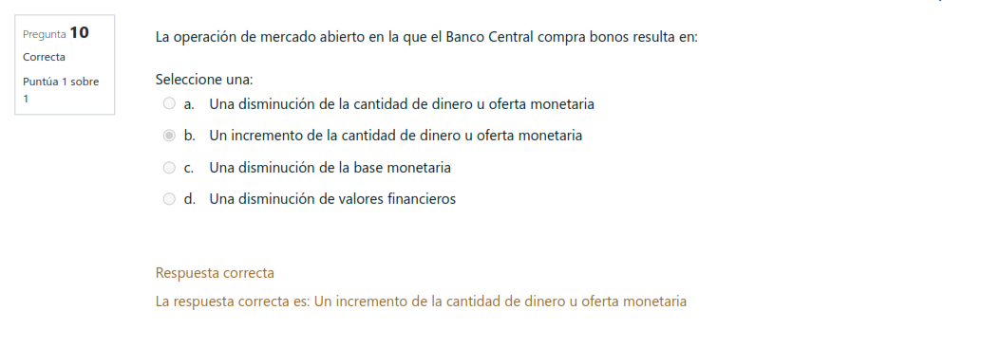 Pregunta 10
Correcta
Puntúa 1 sobre
1
La operación de mercado abierto en la que el Banco Central compra bonos resulta en:
Seleccione una:
a. Una disminución de la cantidad de dinero u oferta monetaria
b. Un incremento de la cantidad de dinero u oferta monetaria
c. Una disminución de la base monetaria
d. Una disminución de valores financieros
Respuesta correcta
La respuesta correcta es: Un incremento de la cantidad de dinero u oferta monetaria